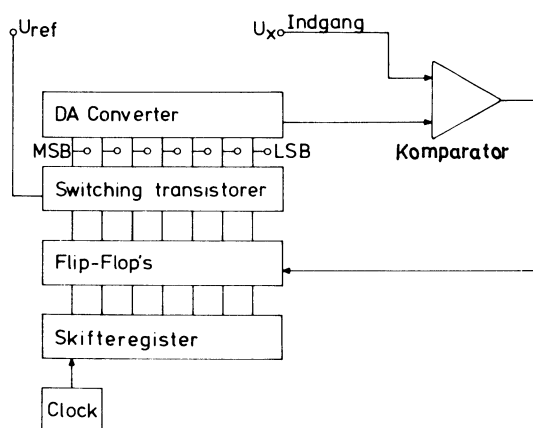 Uref
Ux Indgang
DA Converter
MSB
LSB
Komparator
Switching transistorer
Flip-Flop's
Skifteregister
Clock